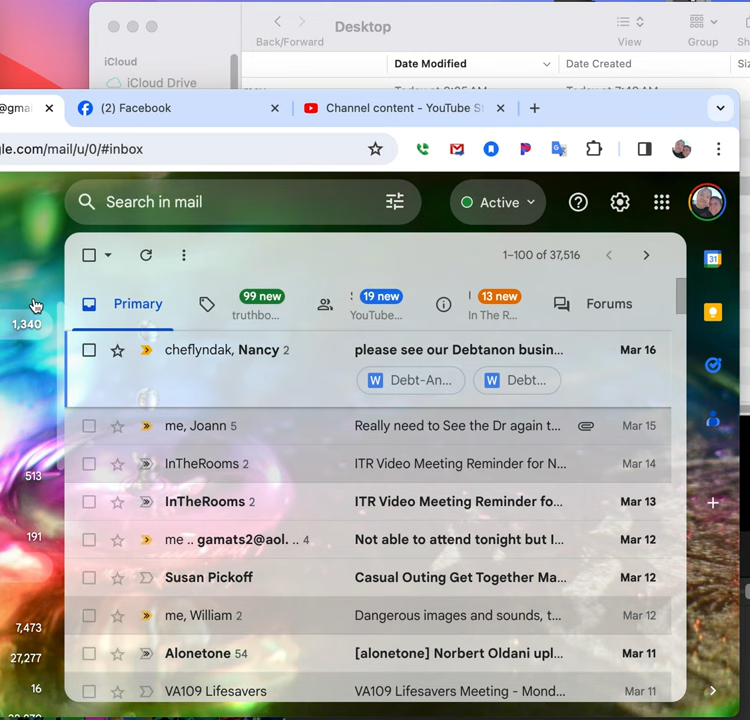 Desktop
Back/Forward
View
Group
iCloud
iCloud Drive
Date Modified
Date Created
@gmai
(2) Facebook
Channel content - YouTube S
le.com/mail/u/0/#inbox
Search in mail
Active
1–100 of 37,516
Primary
99 new
truthbo...
19 new
YouTube...
13 new
In The R...
Forums
1,340
513
191
7,473
27,277
16
cheflyndak, Nancy 2
please see our Debtanon busin...
Mar 16
Debt-An...
Debt...
me, Joann 5
Really need to See the Dr again t...
Mar 15
InTheRooms 2
ITR Video Meeting Reminder for N...
Mar 14
InTheRooms 2
ITR Video Meeting Reminder fo...
Mar 13
me .. gamats2@aol. .. 4
Not able to attend tonight but I...
Mar 12
Susan Pickoff
Casual Outing Get Together Ma...
Mar 12
me, William 2
Dangerous images and sounds, t...
Mar 12
Alonetone 54
[alonetone] Norbert Oldani upl...
Mar 11
VA109 Lifesavers
VA109 Lifesavers Meeting - Mond...
Mar 11